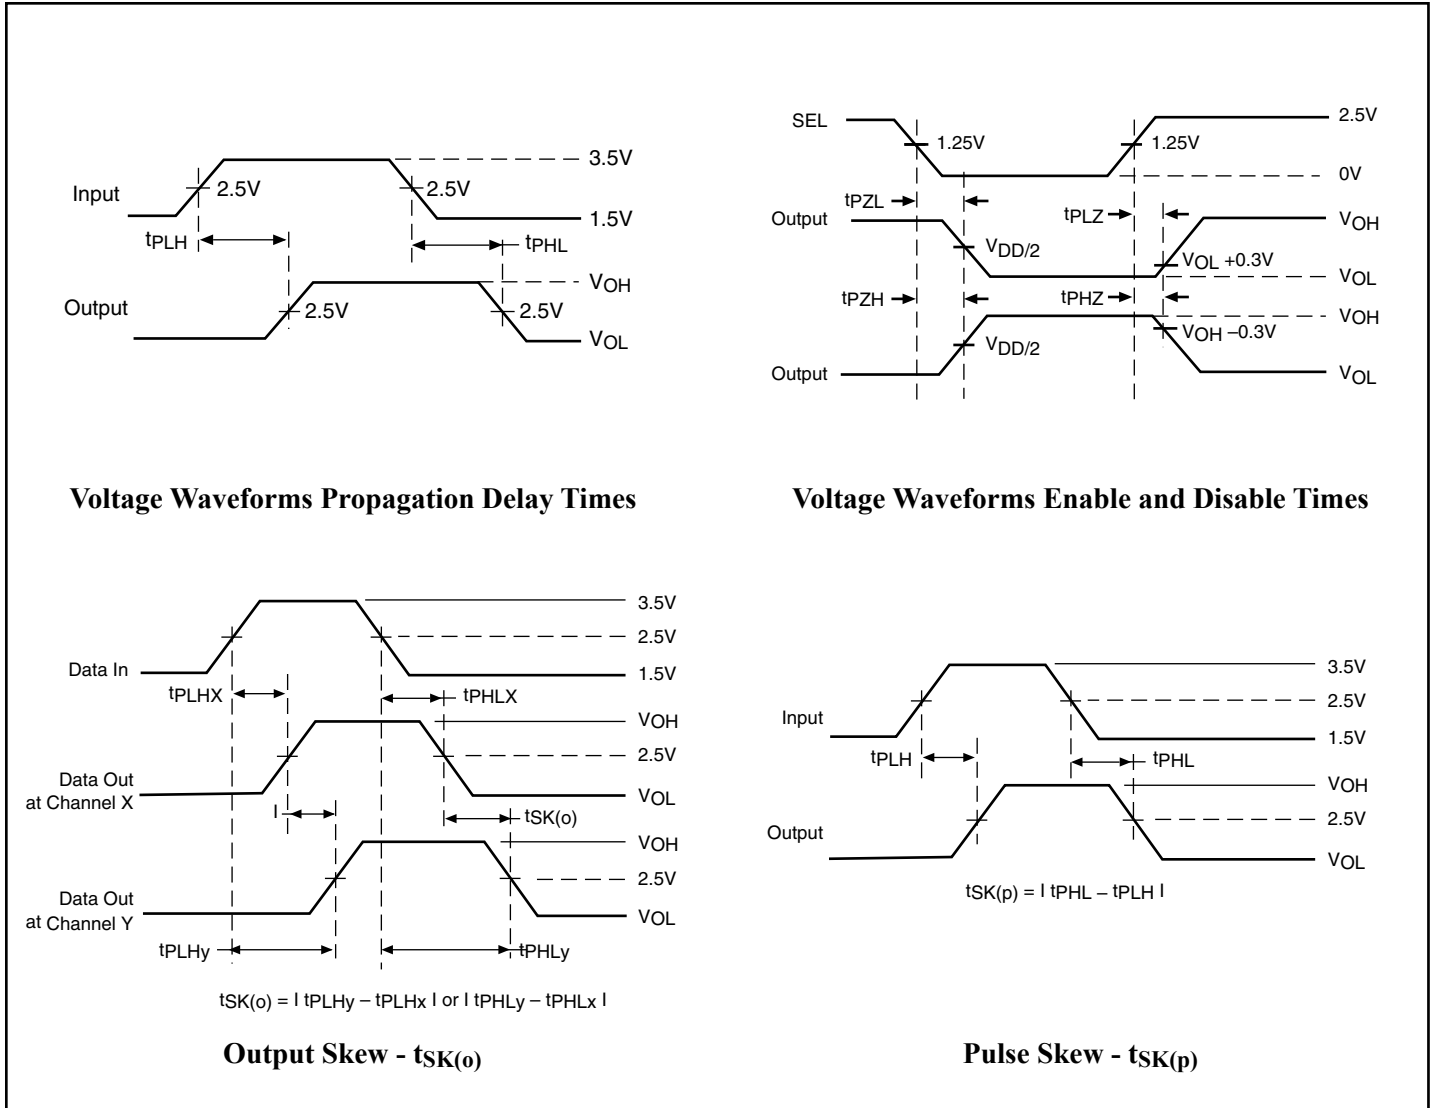 Input
2.5V
2.5V
3.5V
1.5V
tPLH
tPHL
Output
2.5V
2.5V
VOH
VOL
Voltage Waveforms Propagation Delay Times
SEL
1.25V
1.25V
2.5V
0V
tPZL
tPLZ
Output
VDD/2
VOL +0.3V
VOH
VOL
tPZH
tPHZ
Output
VDD/2
VOH –0.3V
VOH
VOL
Voltage Waveforms Enable and Disable Times
Data In
3.5V
2.5V
1.5V
tPLHX
tPHLX
Data Out
at Channel X
VOH
2.5V
VOL
I
tSK(o)
Data Out
at Channel Y
VOH
2.5V
VOL
tPLHy
tPHLy
tSK(o) = I tPLHy – tPLHx I or I tPHLy – tPHLx I
Output Skew - tSK(o)
Input
3.5V
2.5V
1.5V
tPLH
tPHL
Output
VOH
2.5V
VOL
tSK(p) = I tPHL – tPLH I
Pulse Skew - tSK(p)